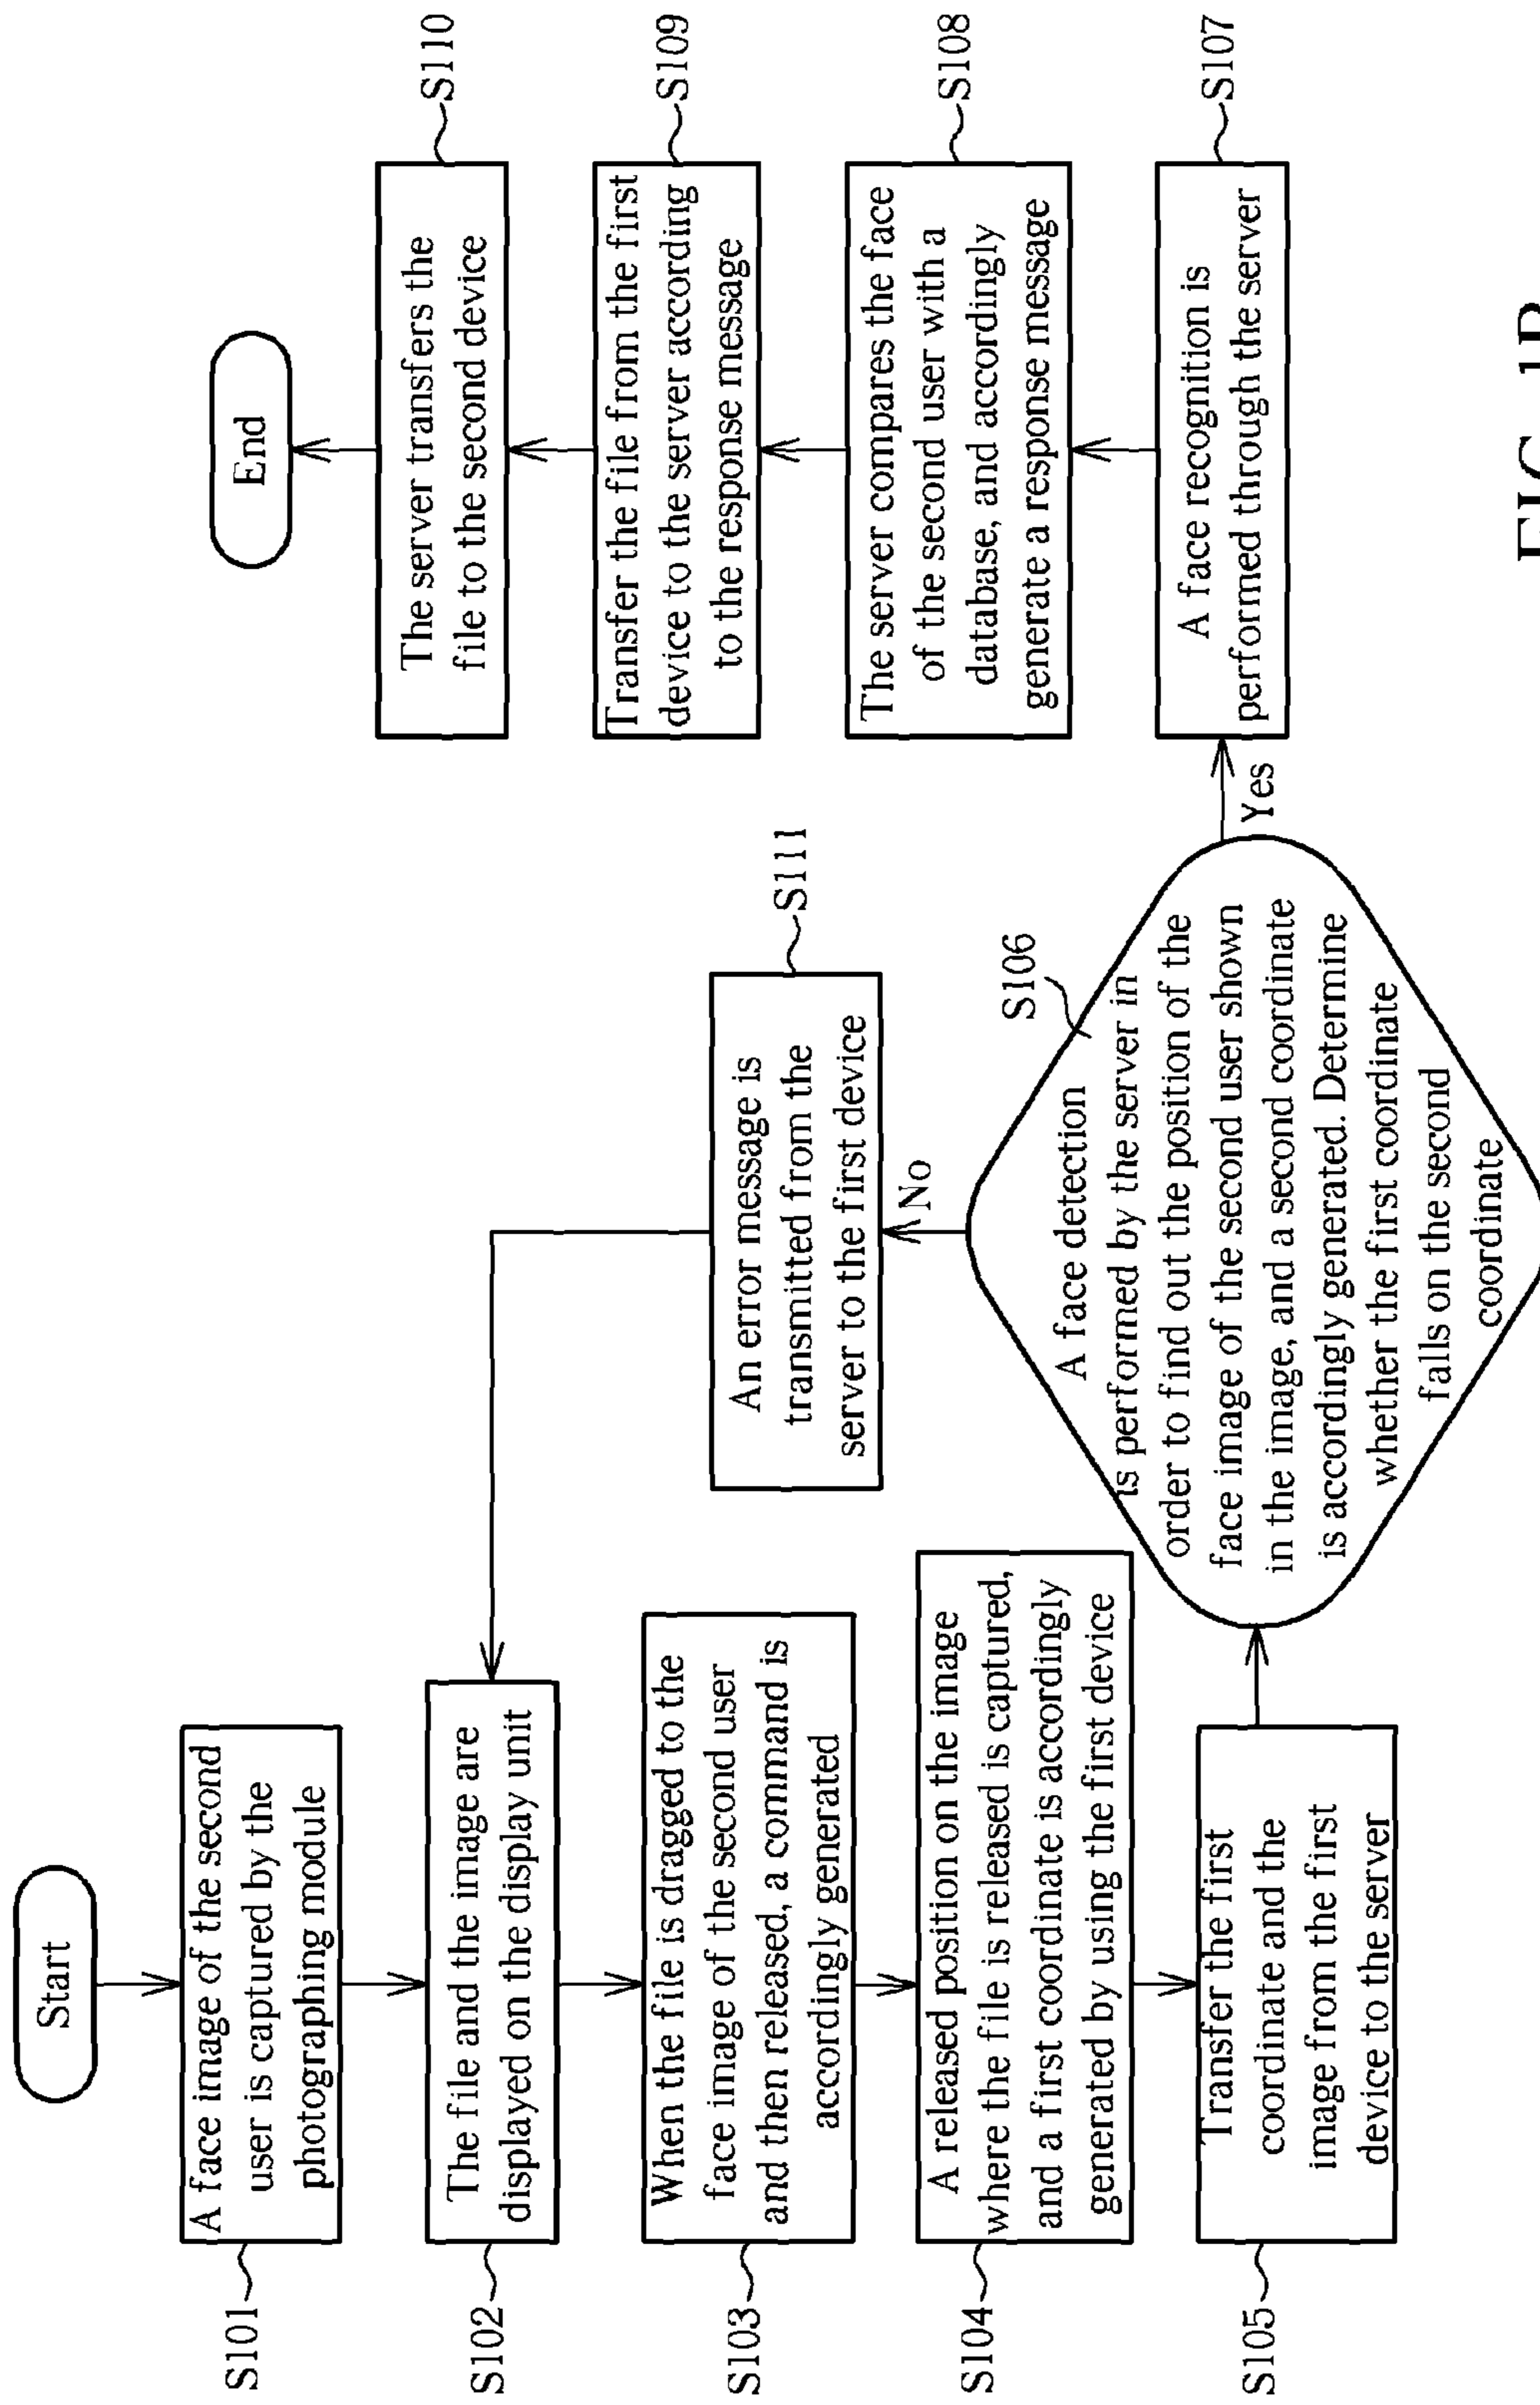 Start
S101
A face image of the second
user is captured by the
photographing module
S102
The file and the image are
displayed on the display unit
S103
When the file is dragged to the
face image of the second user
and then released, a command is
accordingly generated
S104
A released position on the image
where the file is released is captured,
and a first coordinate is accordingly
generated by using the first device
S105
Transfer the first
coordinate and the
image from the first
device to the server
S106
A face detection
is performed by the server in
order to find out the position of the
face image of the second user shown
in the image, and a second coordinate
is accordingly generated. Determine
whether the first coordinate
falls on the second
coordinate
No
An error message is
transmitted from the
server to the first device
S111
Yes
A face recognition is
performed through the server
S107
The server compares the face
of the second user with a
database, and accordingly
generate a response message
S108
Transfer the file from the first
device to the server according
to the response message
S109
The server transfers the
file to the second device
S110
End